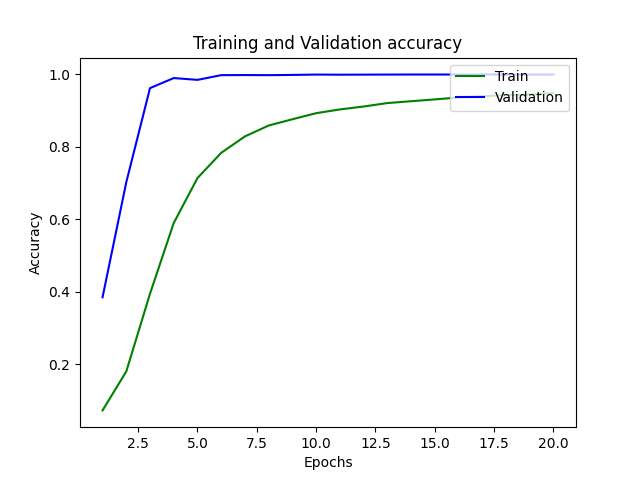 Training and Validation accuracy
Train
Validation
1.0
0.8
0.6
0.4
0.2
Accuracy
2.5 5.0 7.5 10.0 12.5 15.0 17.5 20.0
Epochs